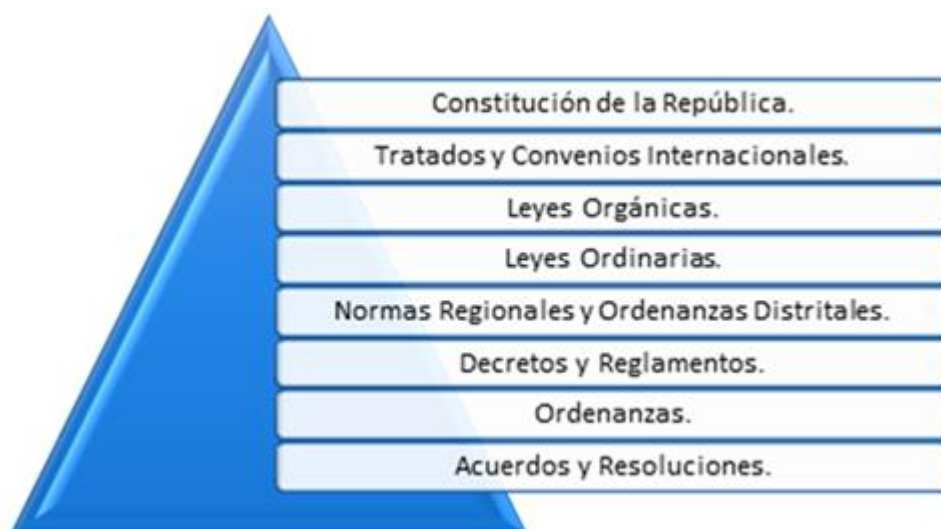 Constitución de la República.
Tratados y Convenios Internacionales.
Leyes Orgánicas.
Leyes Ordinarias.
Normas Regionales y Ordenanzas Distritales.
Decretos y Reglamentos.
Ordenanzas.
Acuerdos y Resoluciones.